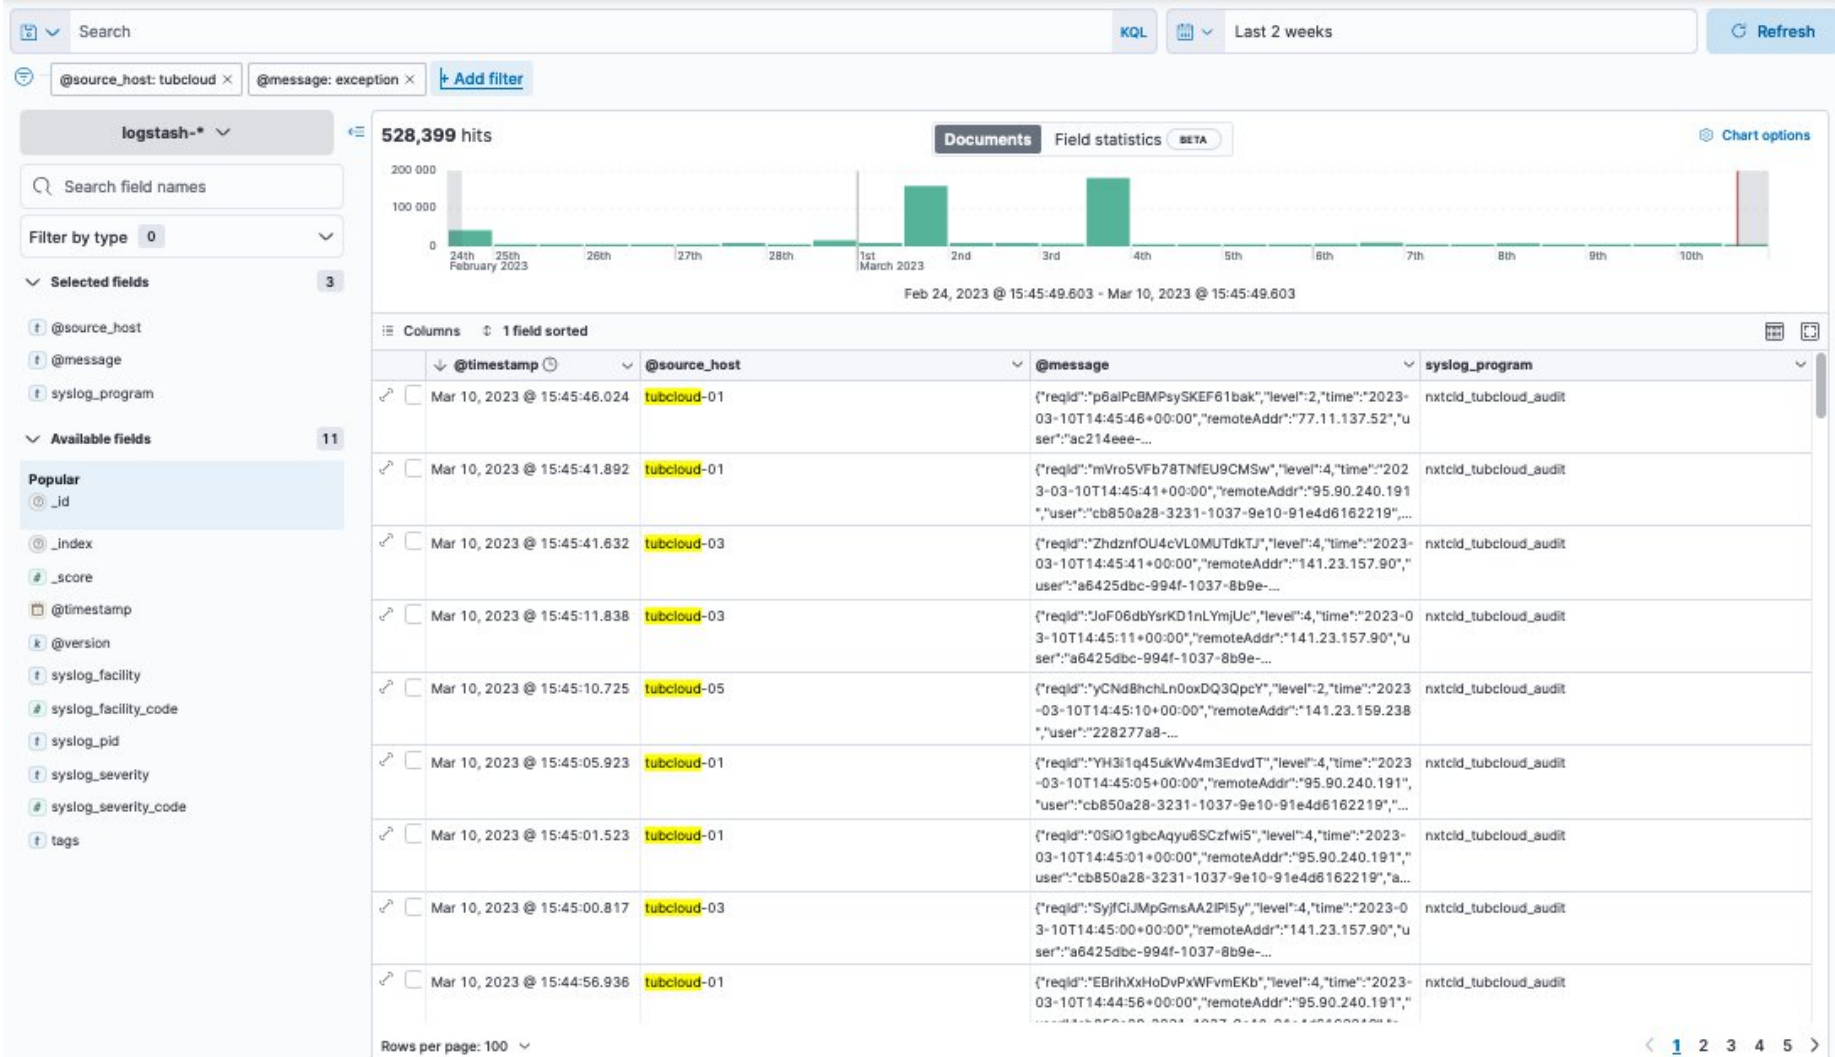 Search
KQL
Last 2 weeks
Refresh
@source_host: tubcloud ×
@message: exception ×
+ Add filter
logstash-*
Search field names
Filter by type 0
Selected fields 3
@source_host
@message
syslog_program
Available fields 11
Popular
_id
_index
_score
@timestamp
@version
syslog_facility
syslog_facility_code
syslog_pid
syslog_severity
syslog_severity_code
tags
528,399 hits
Documents
Field statistics BETA
Chart options
200 000
100 000
0
24th 25th 26th 27th 28th 1st 2nd 3rd 4th 5th 6th 7th 8th 9th 10th
February 2023 March 2023
Feb 24, 2023 @ 15:45:49.603 - Mar 10, 2023 @ 15:45:49.603
Columns 1 field sorted
@timestamp @source_host @message syslog_program
Mar 10, 2023 @ 15:45:46.024 tubcloud-01 {"reqId":"p6alPcBMPsySKEF61bak","level":2,"time":"2023- nxtcld_tubcloud_audit
03-10T14:45:46+00:00","remoteAddr":"77.11.137.52","u
ser":"ac214eee-...
Mar 10, 2023 @ 15:45:41.892 tubcloud-01 {"reqId":"mVro5VFb78TNfEU9CMSw","level":4,"time":"202 nxtcld_tubcloud_audit
3-03-10T14:45:41+00:00","remoteAddr":"95.90.240.191
","user":"cb850a28-3231-1037-9e10-91e4d6162219",...
Mar 10, 2023 @ 15:45:41.632 tubcloud-03 {"reqId":"ZhdznfOU4cVL0MUTdkTJ","level":4,"time":"2023- nxtcld_tubcloud_audit
03-10T14:45:41+00:00","remoteAddr":"141.23.157.90","
user":"a6425dbc-994f-1037-8b9e-...
Mar 10, 2023 @ 15:45:11.838 tubcloud-03 {"reqId":"JoF06dbYsrKD1nLYmjUc","level":4,"time":"2023-0 nxtcld_tubcloud_audit
3-10T14:45:11+00:00","remoteAddr":"141.23.157.90","u
ser":"a6425dbc-994f-1037-8b9e-...
Mar 10, 2023 @ 15:45:10.725 tubcloud-05 {"reqId":"yCNd8hchLn0oxDQ3QpcY","level":2,"time":"2023 nxtcld_tubcloud_audit
-03-10T14:45:10+00:00","remoteAddr":"141.23.159.238
","user":"228277a8-...
Mar 10, 2023 @ 15:45:05.923 tubcloud-01 {"reqId":"YH3i1q45ukWv4m3EdvdT","level":4,"time":"2023 nxtcld_tubcloud_audit
-03-10T14:45:05+00:00","remoteAddr":"95.90.240.191",
"user":"cb850a28-3231-1037-9e10-91e4d6162219","...
Mar 10, 2023 @ 15:45:01.523 tubcloud-01 {"reqId":"0SiO1gbcAqyu6SCzfwi5","level":4,"time":"2023- nxtcld_tubcloud_audit
03-10T14:45:01+00:00","remoteAddr":"95.90.240.191","
user":"cb850a28-3231-1037-9e10-91e4d6162219","a...
Mar 10, 2023 @ 15:45:00.817 tubcloud-03 {"reqId":"SyjfCiJMpGmsAA2lPl5y","level":4,"time":"2023-0 nxtcld_tubcloud_audit
3-10T14:45:00+00:00","remoteAddr":"141.23.157.90","u
ser":"a6425dbc-994f-1037-8b9e-...
Mar 10, 2023 @ 15:44:56.936 tubcloud-01 {"reqId":"EBrihXxHoDvPxWFvmEKb","level":4,"time":"2023- nxtcld_tubcloud_audit
03-10T14:44:56+00:00","remoteAddr":"95.90.240.191","
Rows per page: 100
1 2 3 4 5